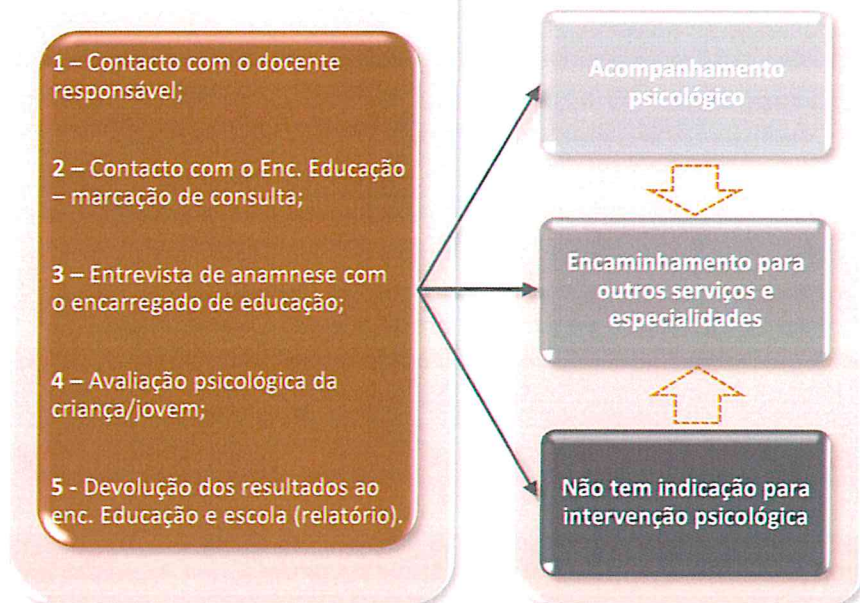 1 – Contacto com o docente
responsável;
2 – Contacto com o Enc. Educação
– marcação de consulta;
3 – Entrevista de anamnese com
o encarregado de educação;
4 – Avaliação psicológica da
criança/jovem;
5 - Devolução dos resultados ao
enc. Educação e escola (relatório).
Acompanhamento
psicológico
Encaminhamento para
outros serviços e
especialidades
Não tem indicação para
intervenção psicológica